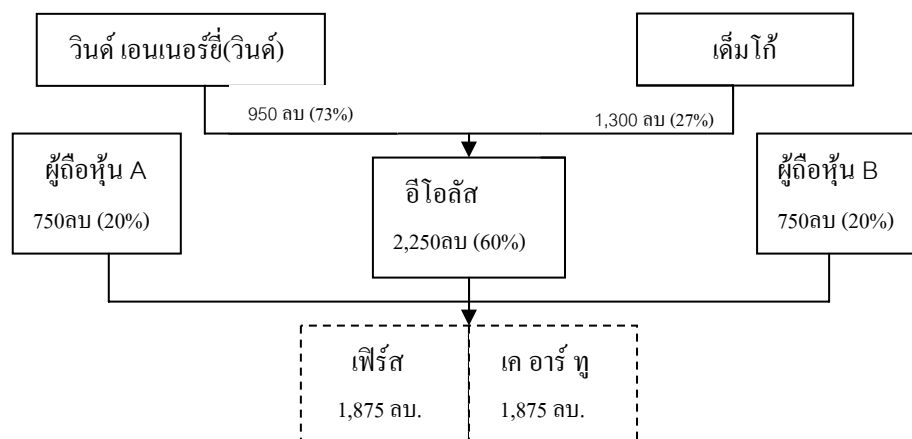 วินด์ เอนเนอร์ยี่(วินด์)
เด็มโก้
950 ลบ (73%)
1,300 ลบ (27%)
ผู้ถือหุ้น A
750ลบ (20%)
อีโอลัส
2,250ลบ (60%)
ผู้ถือหุ้น B
750ลบ (20%)
เฟิร์ส
1,875 ลบ.
เค อาร์ ทู
1,875 ลบ.